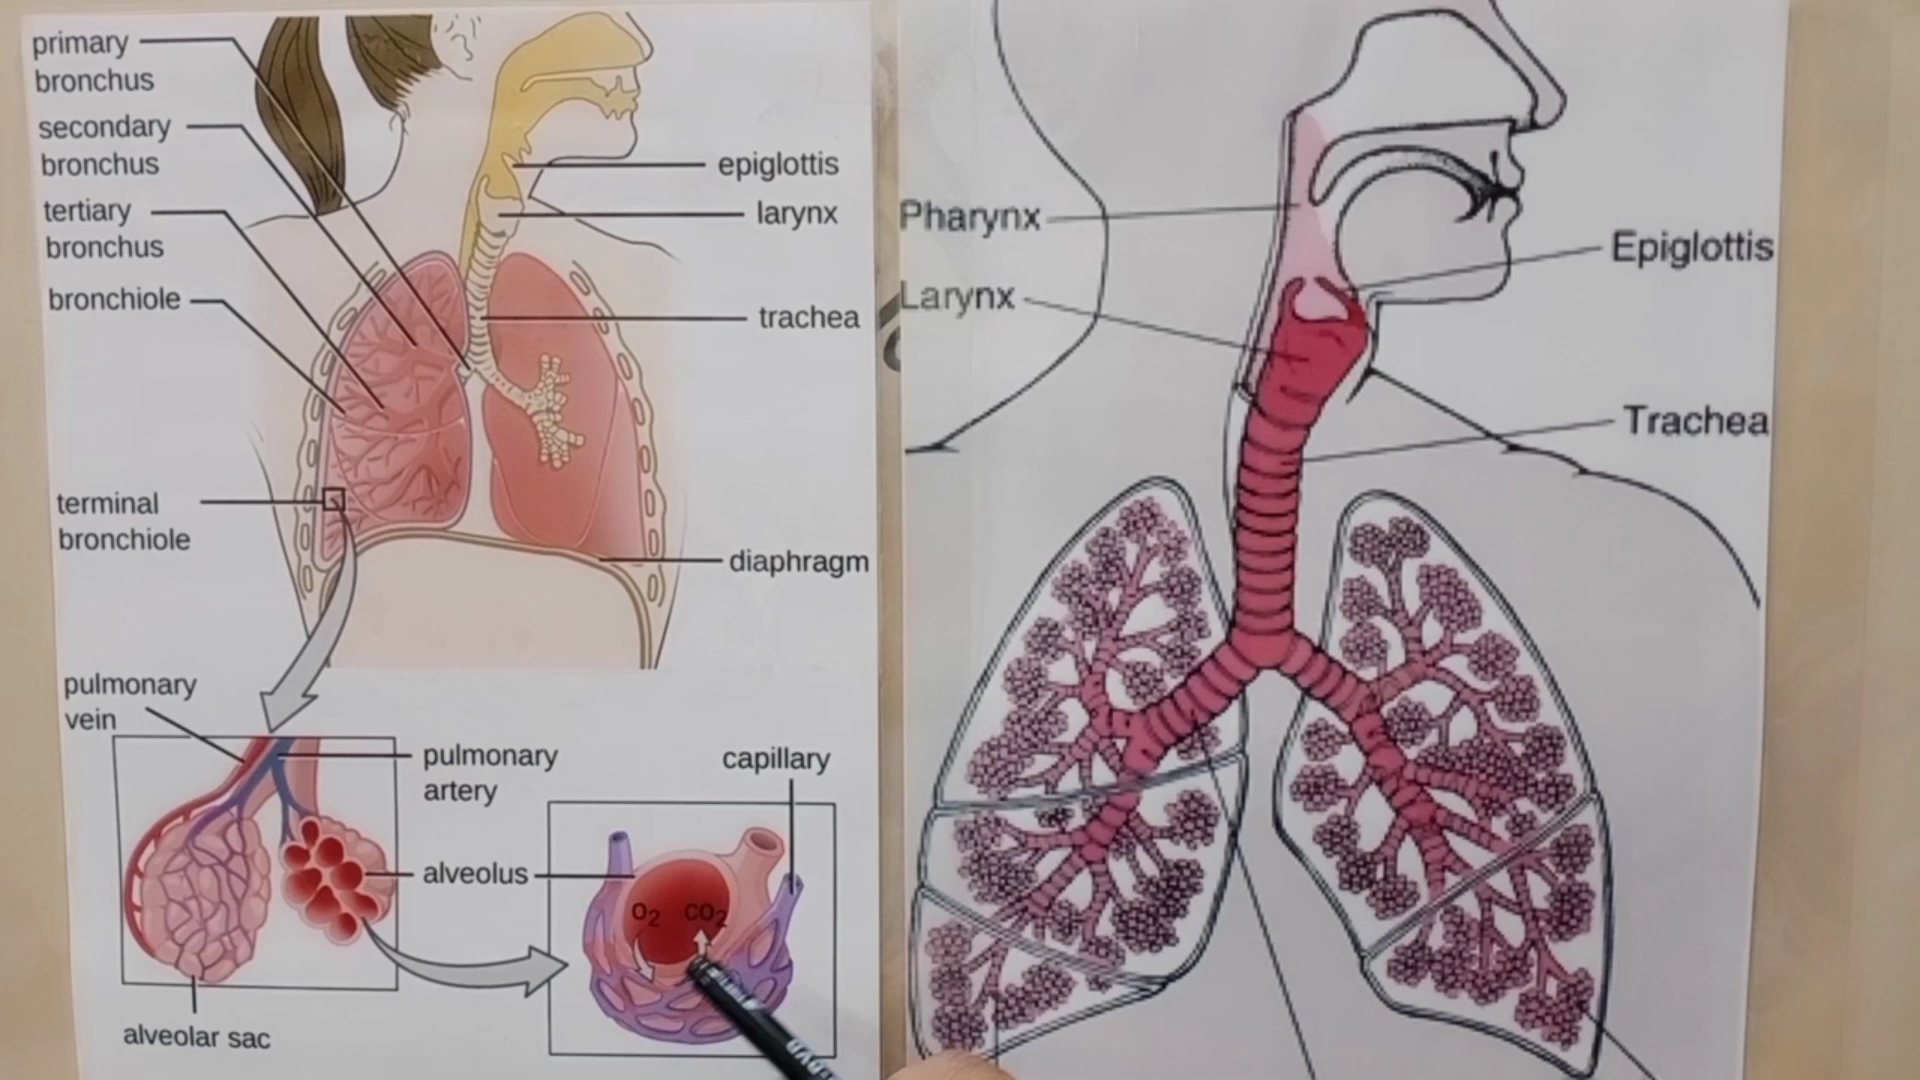 primary
bronchus
secondary
bronchus
tertiary
bronchus
bronchiole
terminal
bronchiole
epiglottis
larynx
trachea
diaphragm
pulmonary
vein
pulmonary
artery
capillary
alveolus
O2 CO2
alveolar sac
Pharynx
Larynx
Epiglottis
Trachea